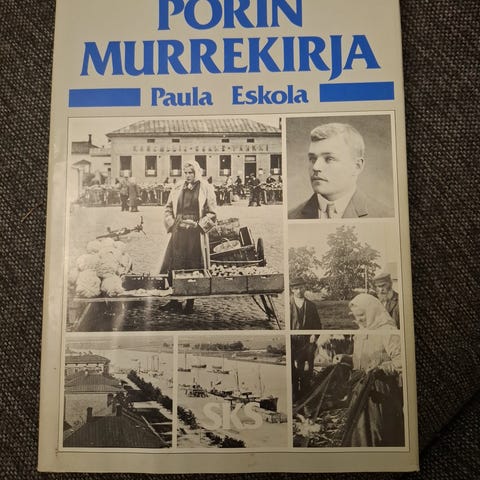 PORIN
MURREKIRJA
Paula Eskola
SKS